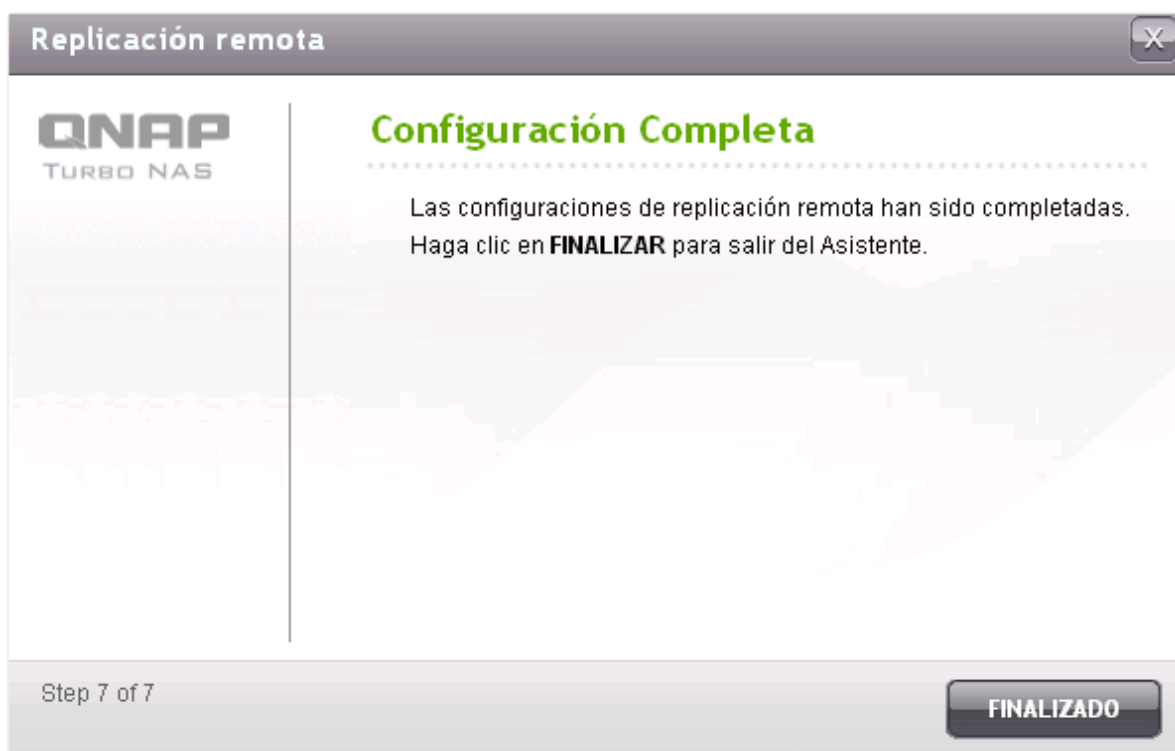 Replicación remota
X
QNAP
TURBO NAS
Configuración Completa
Las configuraciones de replicación remota han sido completadas.
Haga clic en FINALIZAR para salir del Asistente.
Step 7 of 7
FINALIZADO